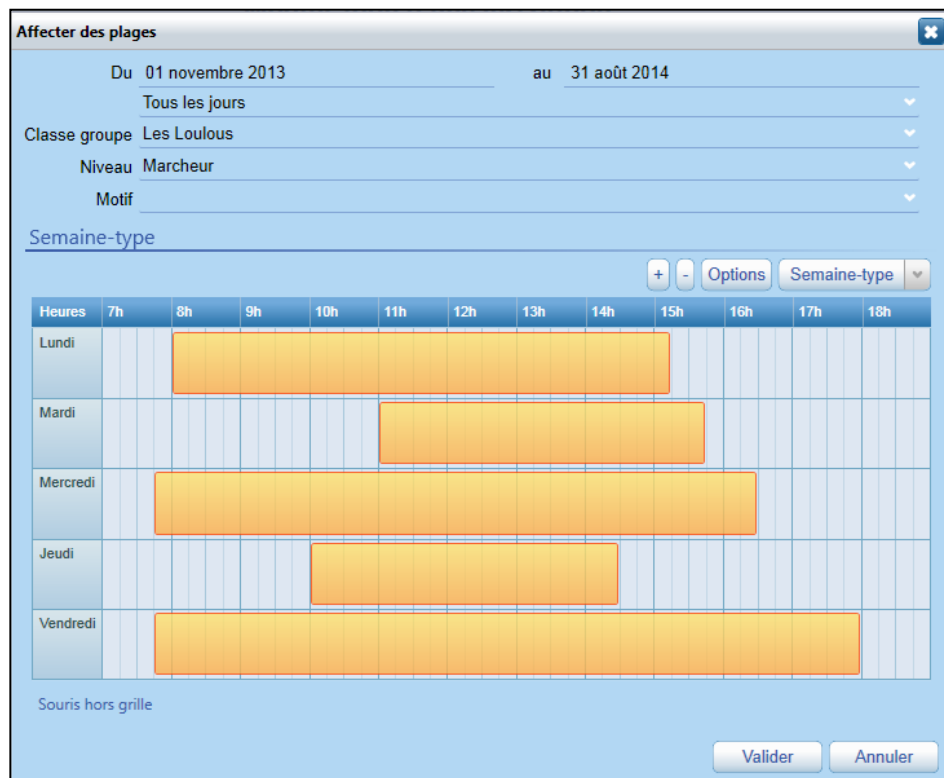 Affecter des plages
Du 01 novembre 2013 au 31 août 2014
Tous les jours
Classe groupe Les Loulous
Niveau Marcheur
Motif
Semaine-type
+ - Options Semaine-type
Heures 7h 8h 9h 10h 11h 12h 13h 14h 15h 16h 17h 18h
Lundi
Mardi
Mercredi
Jeudi
Vendredi
Souris hors grille
Valider Annuler